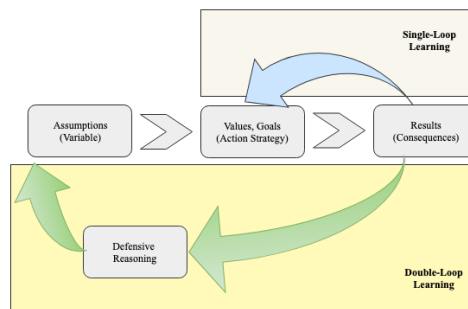 Single-Loop
Learning
Assumptions
(Variable)
Values, Goals
(Action Strategy)
Results
(Consequences)
Defensive
Reasoning
Double-Loop
Learning